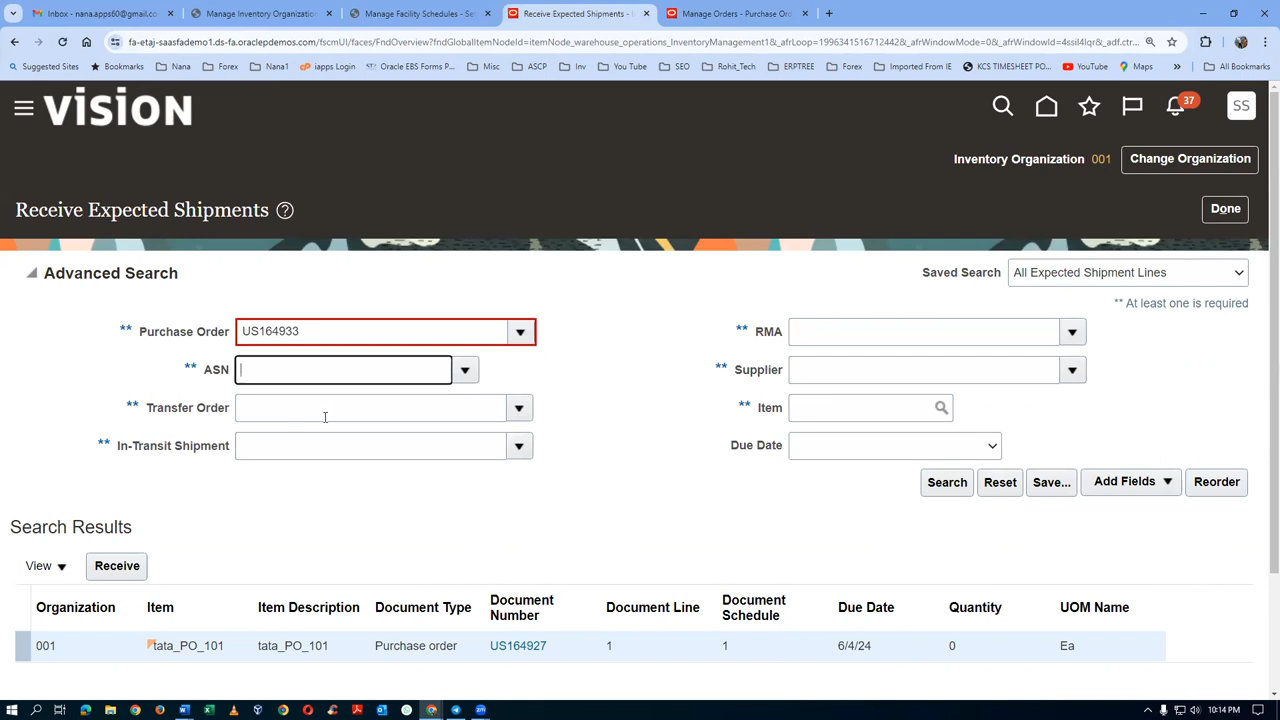 Inbox - nana.apps60@gmail.co
Manage Inventory Organization
Manage Facility Schedules - Se
Receive Expected Shipments -
Manage Orders - Purchase Ord
fa-etaj-saasfademo1.ds-fa.oraclepdemos.com/fscmUI/faces/FndOverview?fndGlobalItemNodeId=itemNode_warehouse_operations_InventoryManagement1&_afrLoop=1996341516712442&_afrWindowMode=0&_afrWindowId=4ssil4lqr&_adf.ctr...
Suggested Sites
Bookmarks
Nana
Forex
Nana1
iapps Login
Oracle EBS Forms P...
Misc
ASCP
Inv
You Tube
SEO
Rohit_Tech
ERPTREE
Forex
Imported From IE
KCS TIMESHEET PO...
YouTube
Maps
All Bookmarks
VISION
37
SS
Inventory Organization 001
Change Organization
Receive Expected Shipments
Done
Advanced Search
Saved Search All Expected Shipment Lines
** At least one is required
** Purchase Order US164933
** RMA
** ASN
** Supplier
** Transfer Order
** Item
** In-Transit Shipment
Due Date
Search
Reset
Save...
Add Fields
Reorder
Search Results
View
Receive
Organization Item Item Description Document Type Document Number Document Line Document Schedule Due Date Quantity UOM Name
001 tata_PO_101 tata_PO_101 Purchase order US164927 1 1 6/4/24 0 Ea
10:14 PM